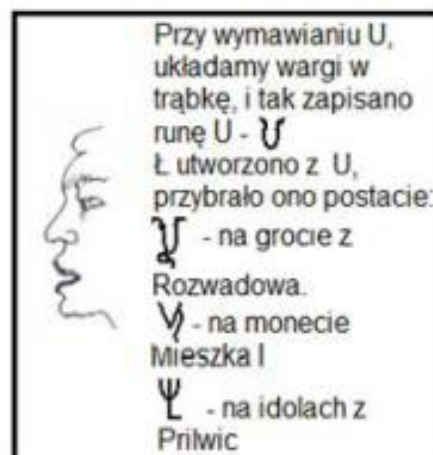 Przy wymawianiu U,
układamy wargi w
trąbkę, i tak zapisano
runę U -
Ł utworzono z U,
przybrało ono postacie:
- na grocie z
Rozwadowa.
- na monecie
Mieszka I
- na idolach z
Prilwic